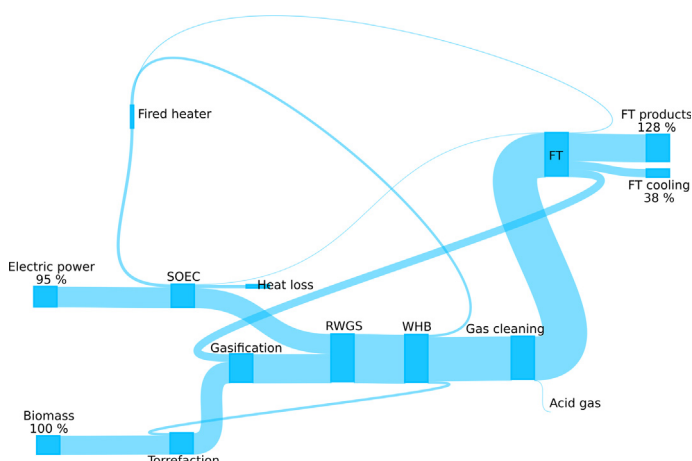 Fired heater
FT products
128 %
FT
FT cooling
38 %
Electric power
95 %
SOEC
Heat loss
RWGS
WHB
Gas cleaning
Gasification
Acid gas
Biomass
100 %
Torrefaction